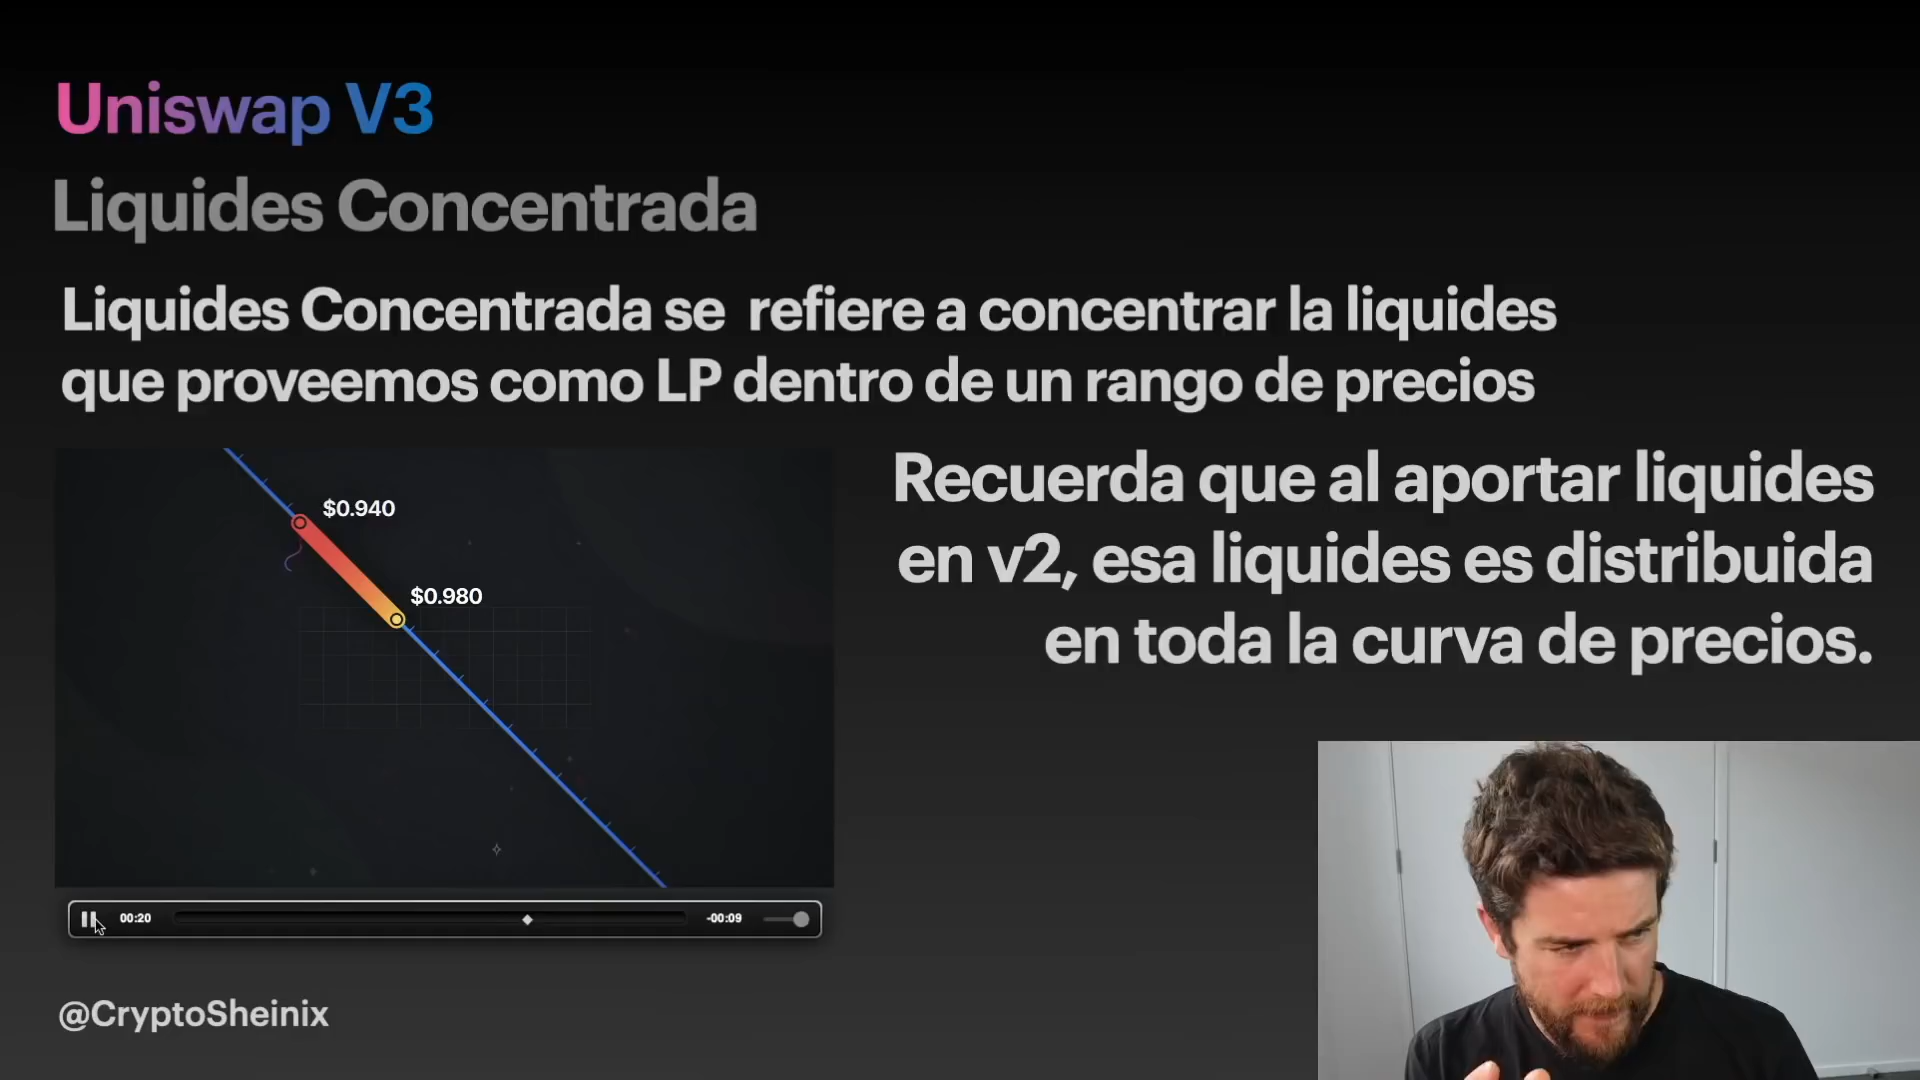 Uniswap V3
Liquides Concentrada
Liquides Concentrada se refiere a concentrar la liquides
que proveemos como LP dentro de un rango de precios
$0.940
$0.980
Recuerda que al aportar liquides
en v2, esa liquides es distribuida
en toda la curva de precios.
00:20
-00:09
@CryptoSheinix